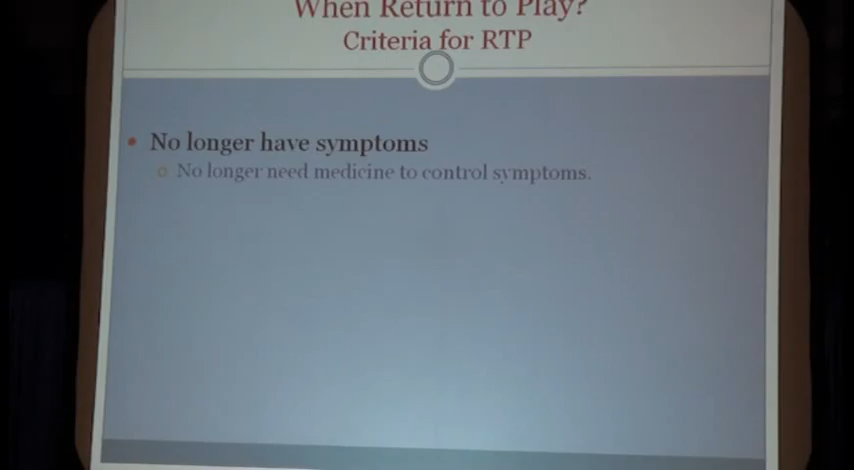 When Return to Play?
Criteria for RTP
No longer have symptoms
No longer need medicine to control symptoms.